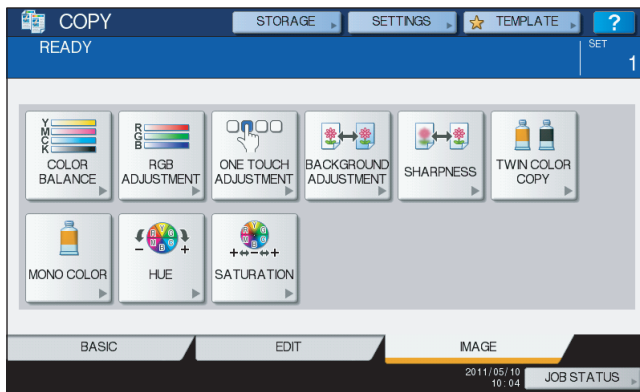 COPY
STORAGE
SETTINGS
TEMPLATE
?
READY
SET
1
Y
M
C
K
COLOR
BALANCE
R
G
B
RGB
ADJUSTMENT
ONE TOUCH
ADJUSTMENT
BACKGROUND
ADJUSTMENT
SHARPNESS
TWIN COLOR
COPY
MONO COLOR
- +
HUE
+↔-↔+
SATURATION
BASIC
EDIT
IMAGE
2011/05/10
10:04
JOB STATUS